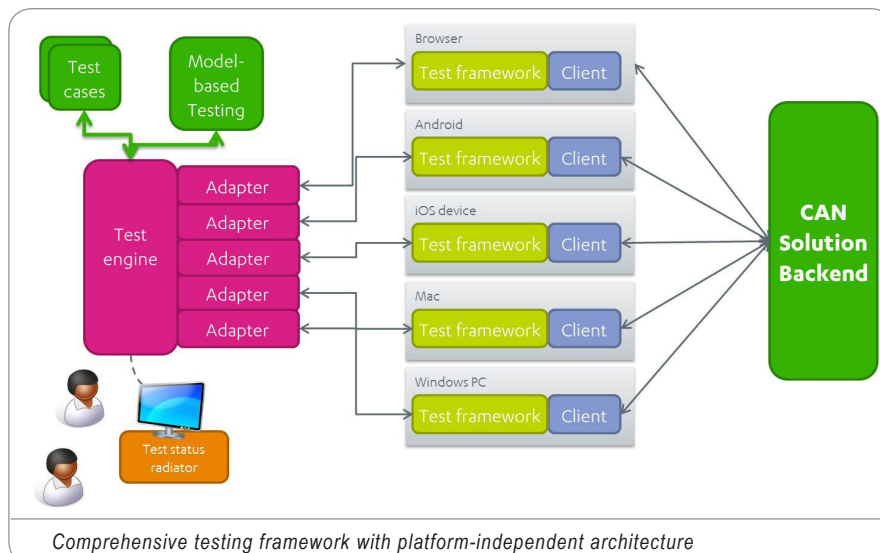 Test
cases
Model-
based
Testing
Test
engine
Adapter
Adapter
Adapter
Adapter
Adapter
Test status
radiator
Browser
Test framework
Client
Android
Test framework
Client
iOS device
Test framework
Client
Mac
Test framework
Client
Windows PC
Test framework
Client
CAN
Solution
Backend
Comprehensive testing framework with platform-independent architecture